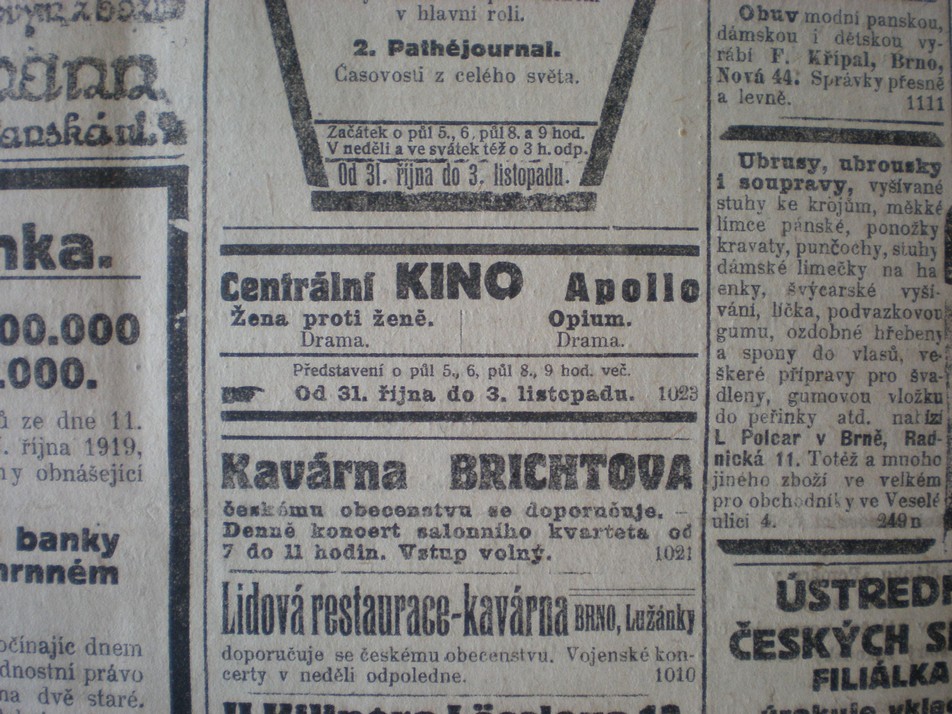 nka.
00.000
.000.
ze dne 11.
října 1919,
obnášející
banky
dnem
právo
na dvě staré.
v hlavní roli.
2. Pathéjournal.
Časovosti z celého světa.
Začátek o půl 5., 6, půl 8. a 9 hod.
V neděli a ve svátek též o 3 h. odp.
Od 31. října do 3. listopadu.
Centrální KINO Apollo
Žena proti ženě. Opium.
Drama. Drama.
Představení o půl 5., 6, půl 8., 9 hod. več.
Od 31. října do 3. listopadu. 1023
Kavárna BRICHTOVA
českému obecenstvu se doporučuje. –
Denně koncert salonního kvarteta od
7 do 11 hodin. Vstup volný. 1021
Lidová restaurace-kavárna BRNO, Lužánky
doporučuje se českému obecenstvu. Vojenské kon-
certy v neděli odpoledne. 1010
Obuv modní panskou,
dámskou i dětskou vy-
rábí F. Křípal, Brno,
Nová 44. Správky přesně
a levně. 1111
Ubrusy, ubrousky
i soupravy, vyšívané
stuhy ke krojům, měkké
límce pánské, ponožky
kravaty, punčochy, stuhy
dámské límečky na ha
enky, švýcarské vyší-
vání, líčka, podvazkovou
gumu, ozdobné hřebeny
a spony do vlasů, ve-
škeré přípravy pro šva-
dleny, gumovou vložku
do peřinky atd. nabízí
L Polcar v Brně, Rad-
nická 11. Totéž a mnoho
jiného zboží ve velkém
pro obchodníky ve Veselé
ulici 4. 249n
ÚSTŘEDN
ČESKÝCH S
FILIÁLKA